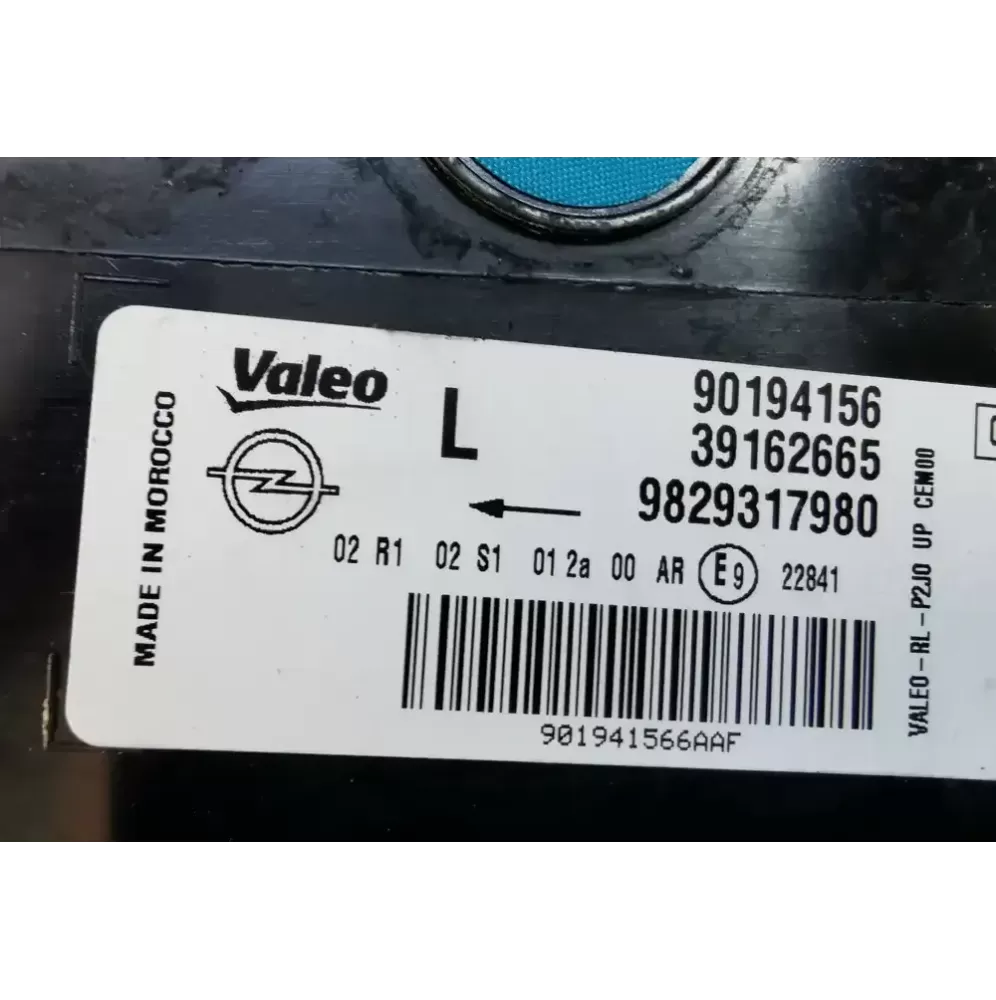 Valeo
L
90194156
39162665
9829317980
MADE IN MOROCCO
02 R1 02 S1 01 2a 00 AR E9 22841
901941566AAF
VALEO-RL-P2JO UP CEM00